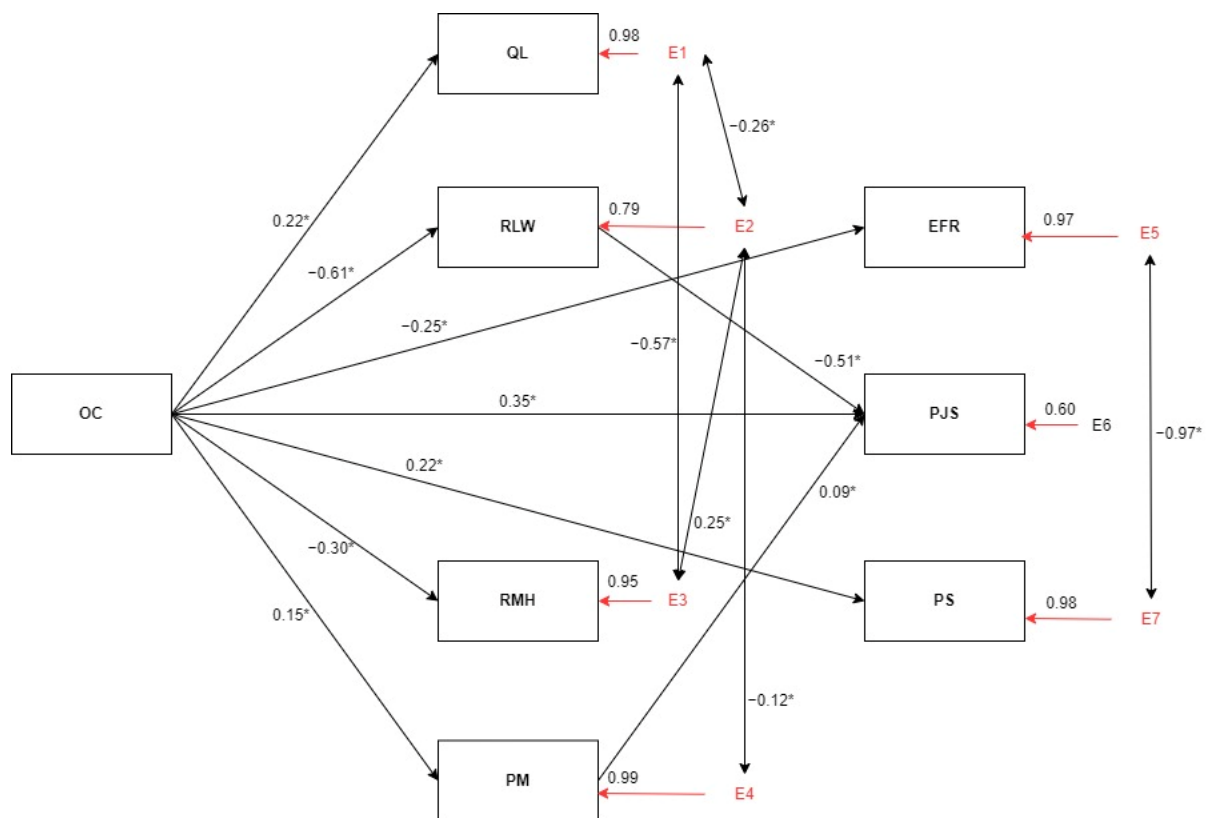 QL
0.98
E1
−0.26*
0.22*
RLW
0.79
E2
EFR
0.97
E5
−0.61*
−0.25*
−0.57*
−0.51*
OC
0.35*
PJS
0.60
E6
−0.97*
0.22*
0.09*
0.25*
−0.30*
RMH
0.95
E3
PS
0.98
E7
0.15*
−0.12*
PM
0.99
E4